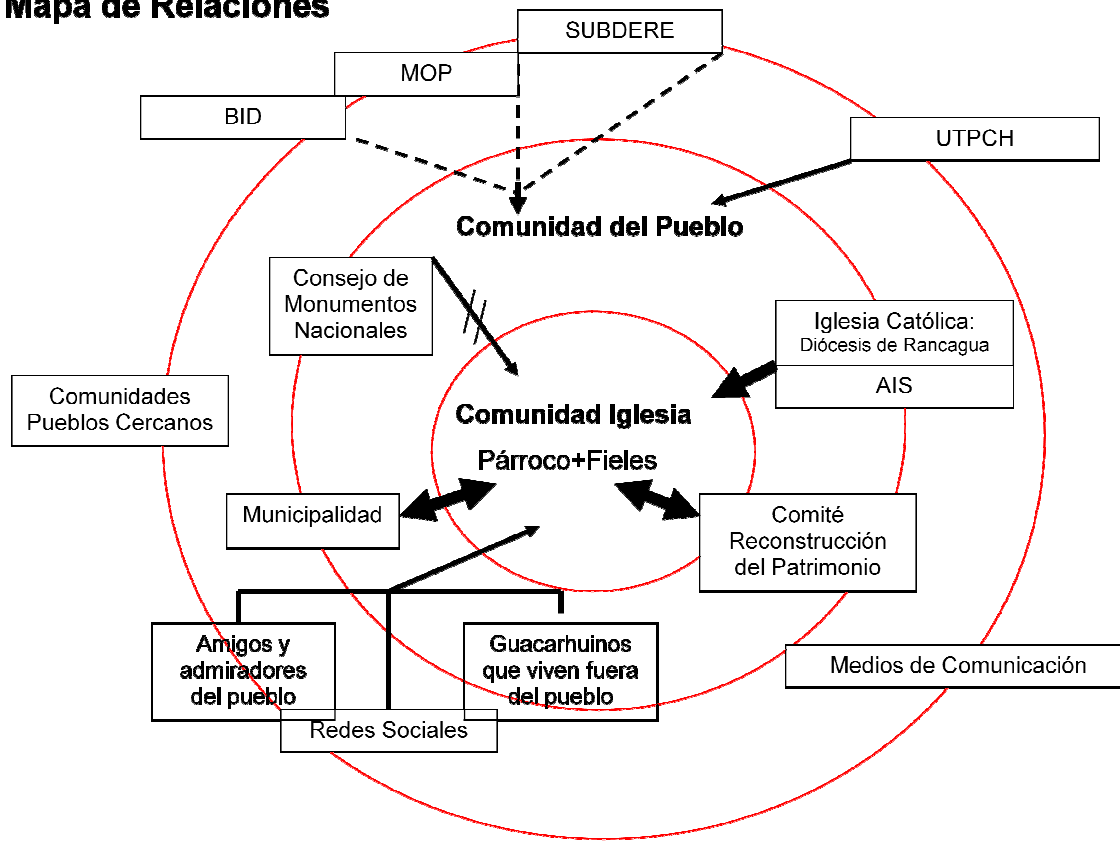 Mapa de Relaciones
SUBDERE
MOP
BID
UTPCH
Comunidad del Pueblo
Consejo de
Monumentos
Nacionales
Iglesia Católica:
Diócesis de Rancagua
AIS
Comunidades
Pueblos Cercanos
Comunidad Iglesia
Párroco+Fieles
Municipalidad
Comité
Reconstrucción
del Patrimonio
Amigos y
admiradores
del pueblo
Guacarhuinos
que viven fuera
del pueblo
Medios de Comunicación
Redes Sociales